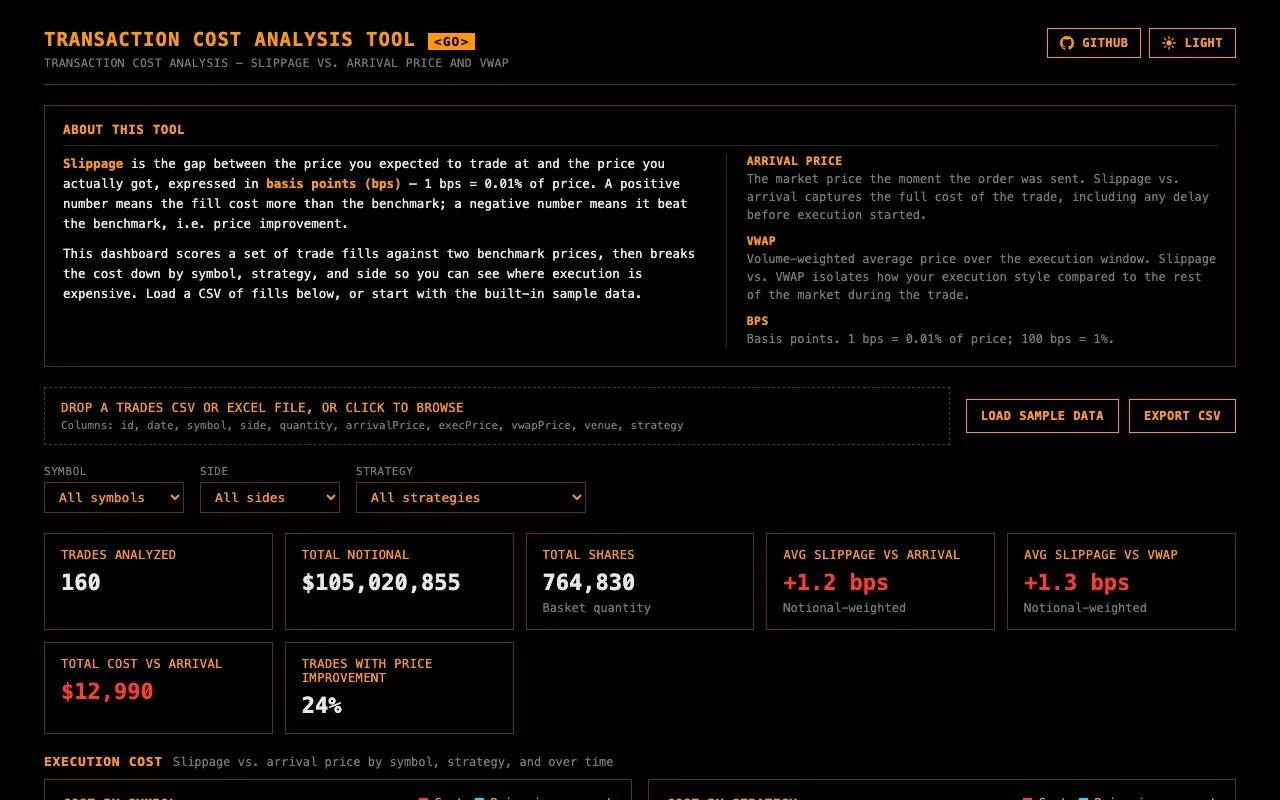 TRANSACTION COST ANALYSIS TOOL <GO>
GITHUB
LIGHT
TRANSACTION COST ANALYSIS — SLIPPAGE VS. ARRIVAL PRICE AND VWAP
ABOUT THIS TOOL
Slippage is the gap between the price you expected to trade at and the price you
actually got, expressed in basis points (bps) — 1 bps = 0.01% of price. A positive
number means the fill cost more than the benchmark; a negative number means it beat
the benchmark, i.e. price improvement.
This dashboard scores a set of trade fills against two benchmark prices, then breaks
the cost down by symbol, strategy, and side so you can see where execution is
expensive. Load a CSV of fills below, or start with the built-in sample data.
ARRIVAL PRICE
The market price the moment the order was sent. Slippage vs.
arrival captures the full cost of the trade, including any delay
before execution started.
VWAP
Volume-weighted average price over the execution window. Slippage
vs. VWAP isolates how your execution style compared to the rest
of the market during the trade.
BPS
Basis points. 1 bps = 0.01% of price; 100 bps = 1%.
DROP A TRADES CSV OR EXCEL FILE, OR CLICK TO BROWSE
Columns: id, date, symbol, side, quantity, arrivalPrice, execPrice, vwapPrice, venue, strategy
LOAD SAMPLE DATA
EXPORT CSV
SYMBOL
SIDE
STRATEGY
All symbols
All sides
All strategies
TRADES ANALYZED
160
TOTAL NOTIONAL
$105,020,855
TOTAL SHARES
764,830
Basket quantity
AVG SLIPPAGE VS ARRIVAL
+1.2 bps
Notional-weighted
AVG SLIPPAGE VS VWAP
+1.3 bps
Notional-weighted
TOTAL COST VS ARRIVAL
$12,990
TRADES WITH PRICE
IMPROVEMENT
24%
EXECUTION COST Slippage vs. arrival price by symbol, strategy, and over time